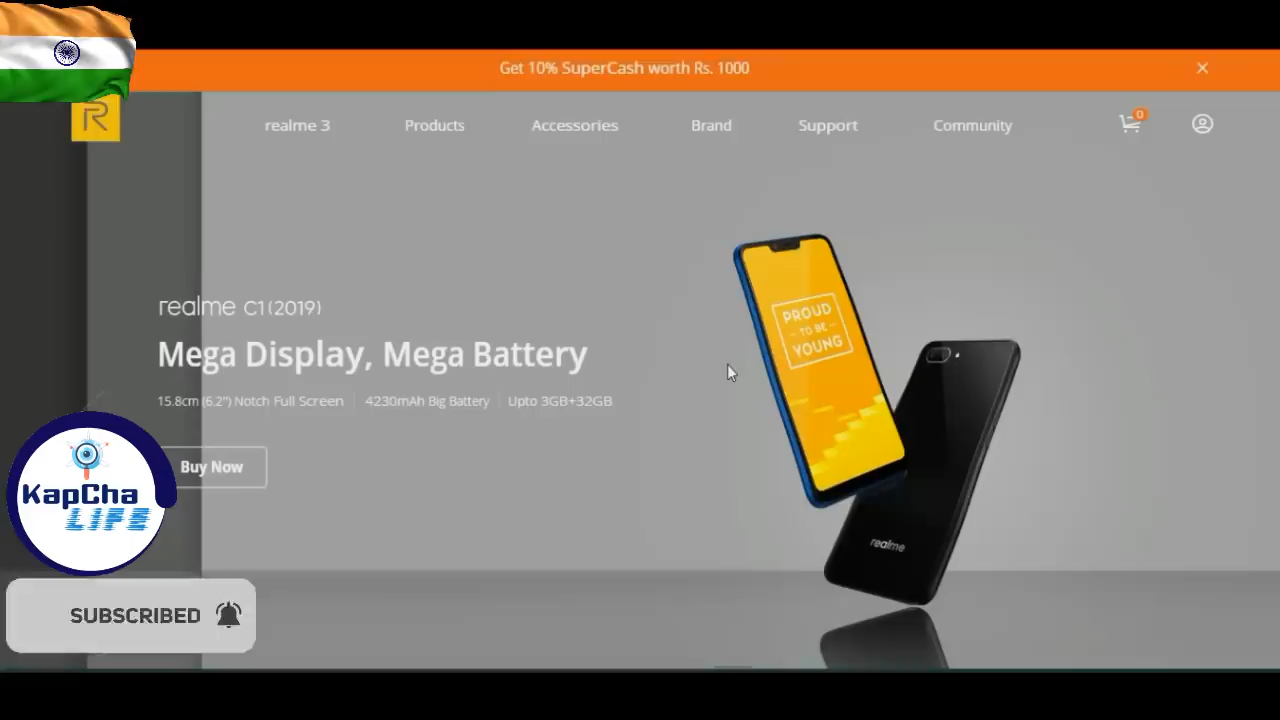 Get 10% SuperCash worth Rs. 1000
R
realme 3 Products Accessories Brand Support Community 0
realme C1(2019)
Mega Display, Mega Battery
15.8cm (6.2") Notch Full Screen 4230mAh Big Battery Upto 3GB+32GB
Buy Now
PROUD
TO BE
YOUNG
realme
KapCha
LIFE
SUBSCRIBED